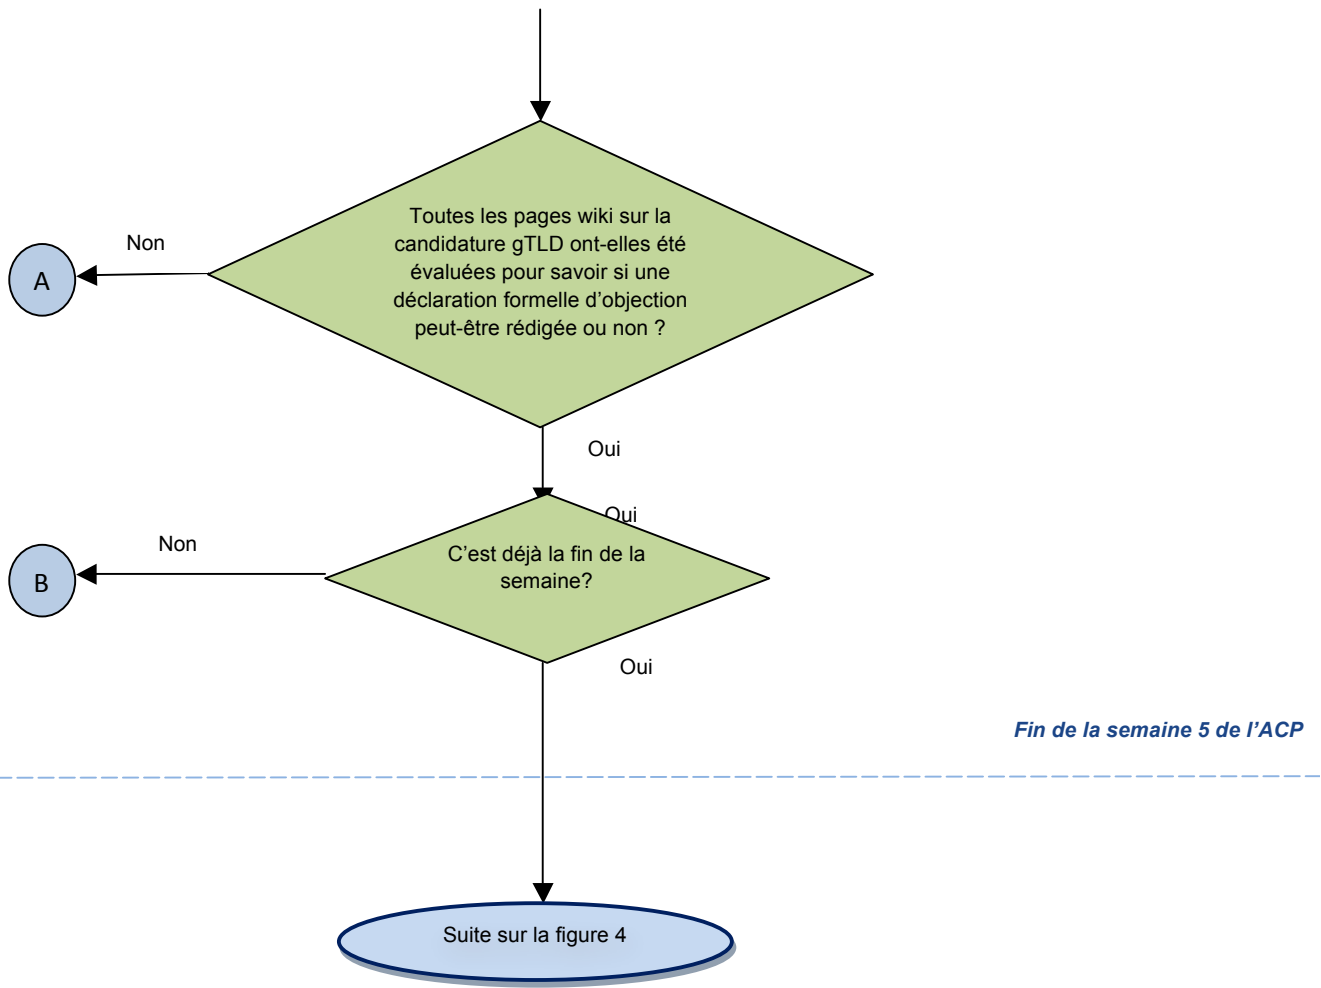 Toutes les pages wiki sur la
candidature gTLD ont-elles été
évaluées pour savoir si une
déclaration formelle d'objection
peut-être rédigée ou non ?
Non
A
Oui
Oui
C'est déjà la fin de la
semaine?
Non
B
Oui
Fin de la semaine 5 de l'ACP
Suite sur la figure 4